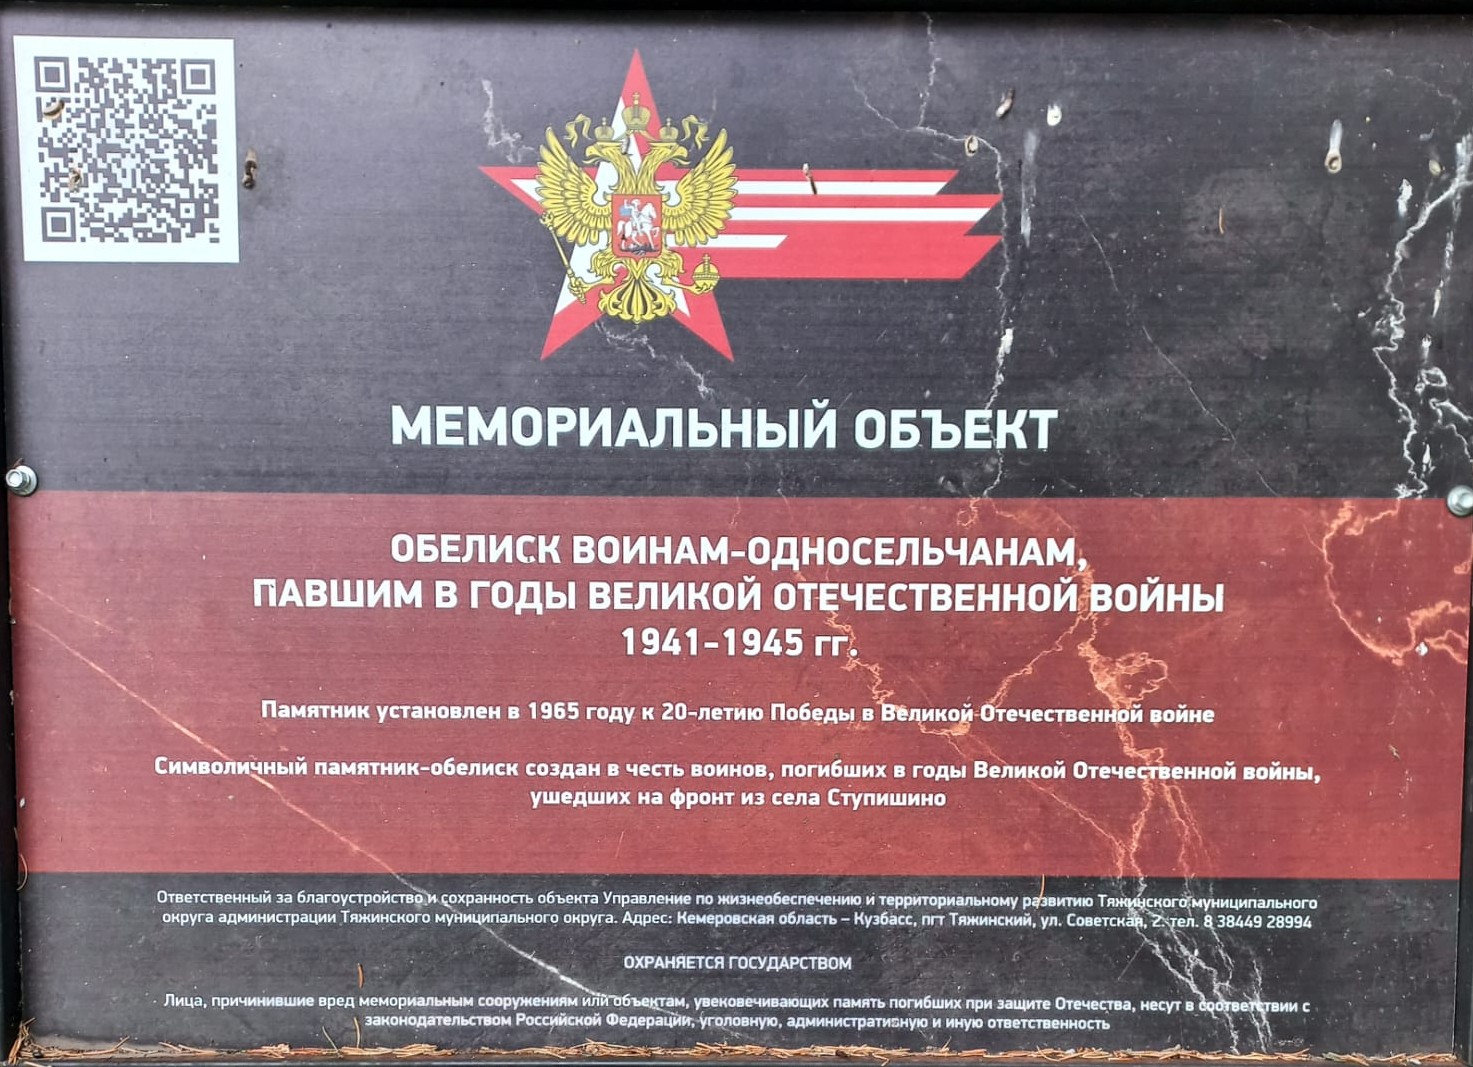 МЕМОРИАЛЬНЫЙ ОБЪЕКТ
ОБЕЛИСК ВОИНАМ-ОДНОСЕЛЬЧАНАМ,
ПАВШИМ В ГОДЫ ВЕЛИКОЙ ОТЕЧЕСТВЕННОЙ ВОЙНЫ
1941-1945 гг.
Памятник установлен в 1965 году к 20-летию Победы в Великой Отечественной войне
Символичный памятник-обелиск создан в честь воинов, погибших в годы Великой Отечественной войны,
ушедших на фронт из села Ступишино
Ответственный за благоустройство и сохранность объекта Управление по жизнеобеспечению и территориальному развитию Тяжинского муниципального
округа администрации Тяжинского муниципального округа. Адрес: Кемеровская область – Кузбасс, пгт Тяжинский, ул. Советская, 2. тел. 8 38449 28994
ОХРАНЯЕТСЯ ГОСУДАРСТВОМ
Лица, причинившие вред мемориальным сооружениям или объектам, увековечивающих память погибших при защите Отечества, несут в соответствии с
законодательством Российской Федерации, уголовную, административную и иную ответственность